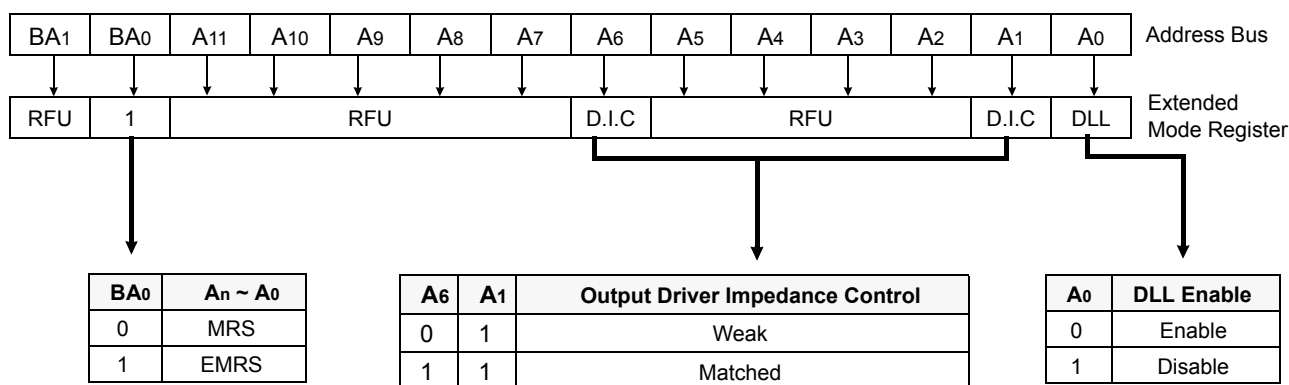 BA1 BA0 A11 A10 A9 A8 A7 A6 A5 A4 A3 A2 A1 A0 Address Bus
RFU 1 RFU D.I.C RFU D.I.C DLL Extended
Mode Register
BA0 An ~ A0
0 MRS
1 EMRS
A6 A1 Output Driver Impedance Control
0 1 Weak
1 1 Matched
A0 DLL Enable
0 Enable
1 Disable